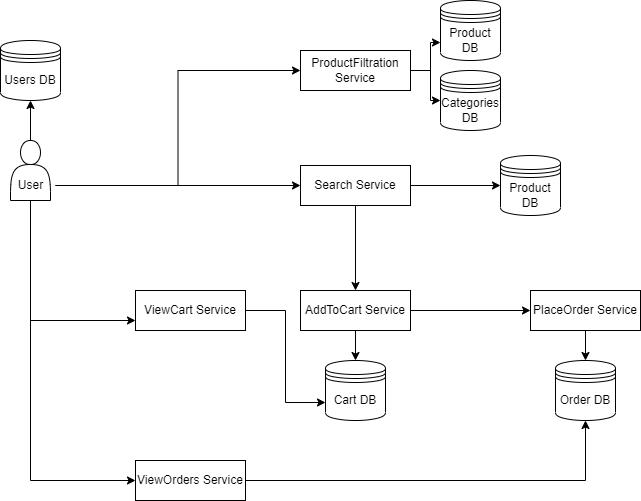 Product
DB
Users DB
ProductFiltration
Service
Categories
DB
User
Search Service
Product
DB
ViewCart Service
AddToCart Service
PlaceOrder Service
Cart DB
Order DB
ViewOrders Service